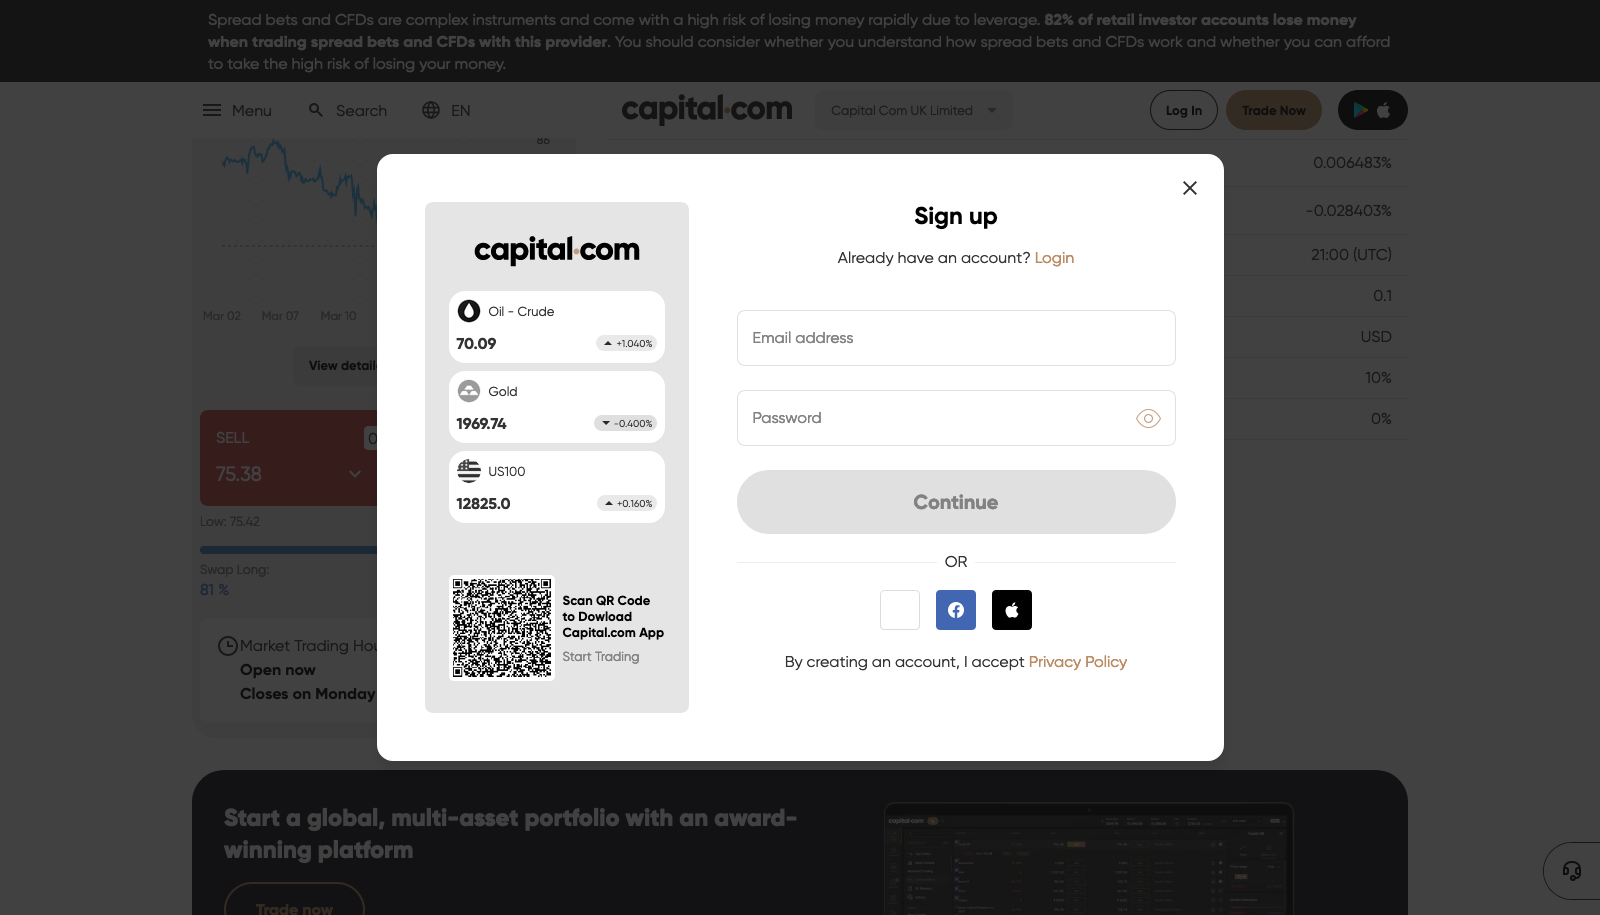 Spread bets and CFDs are complex instruments and come with a high risk of losing money rapidly due to leverage. 82% of retail investor accounts lose money
when trading spread bets and CFDs with this provider. You should consider whether you understand how spread bets and CFDs work and whether you can afford
to take the high risk of losing your money.
Menu
Search
EN
capital.com
Capital Com UK Limited
Log In
Trade Now
86
Mar 02
Mar 07
Mar 10
SELL
75.38
Low: 75.42
Swap Long:
81 %
Market Trading
Open now
Closes on Monday
0.006483%
-0.028403%
21:00 (UTC)
0.1
USD
10%
0%
capital.com
Oil - Crude
70.09
+1.040%
Gold
1969.74
-0.400%
US100
12825.0
+0.160%
Scan QR Code
to Dowload
Capital.com App
Start Trading
Sign up
Already have an account? Login
Email address
Password
Continue
OR
By creating an account, I accept Privacy Policy
Start a global, multi-asset portfolio with an award-
winning platform
Trade now
capital.com